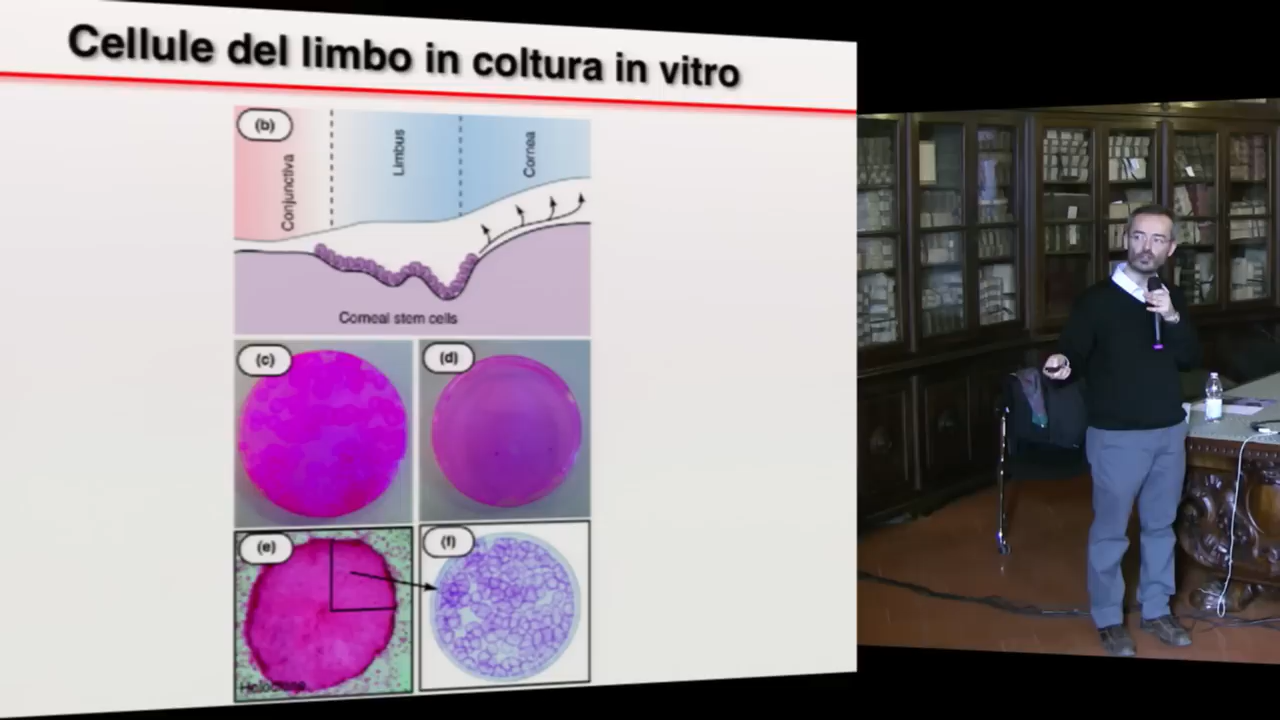 Cellule del limbo in coltura in vitro
(b)
Conjunctiva
Limbus
Cornea
Corneal stem cells
(c)
(d)
(e)
(f)
Holoclone